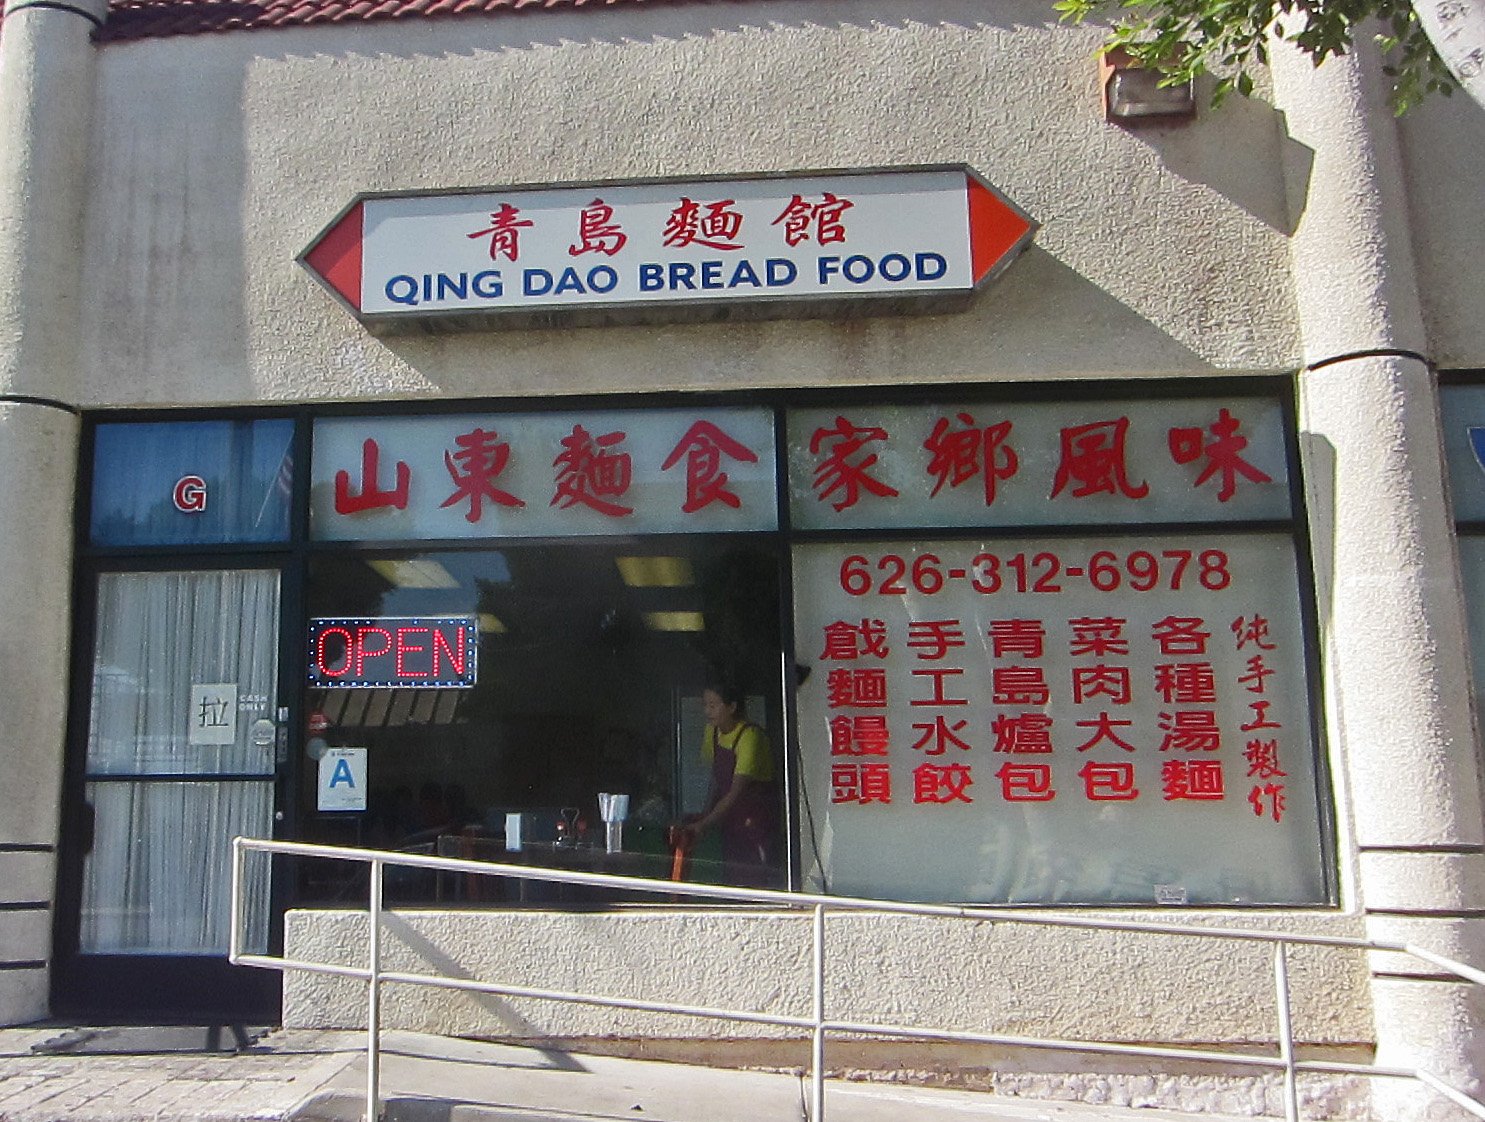 青島麵館
QING DAO BREAD FOOD
山東麵食 家鄉風味
G
626-312-6978
各種湯麵
菜肉大包
青島爐包
手工水餃
戧麵饅頭
純手工製作
OPEN
拉
CASH
ONLY
A